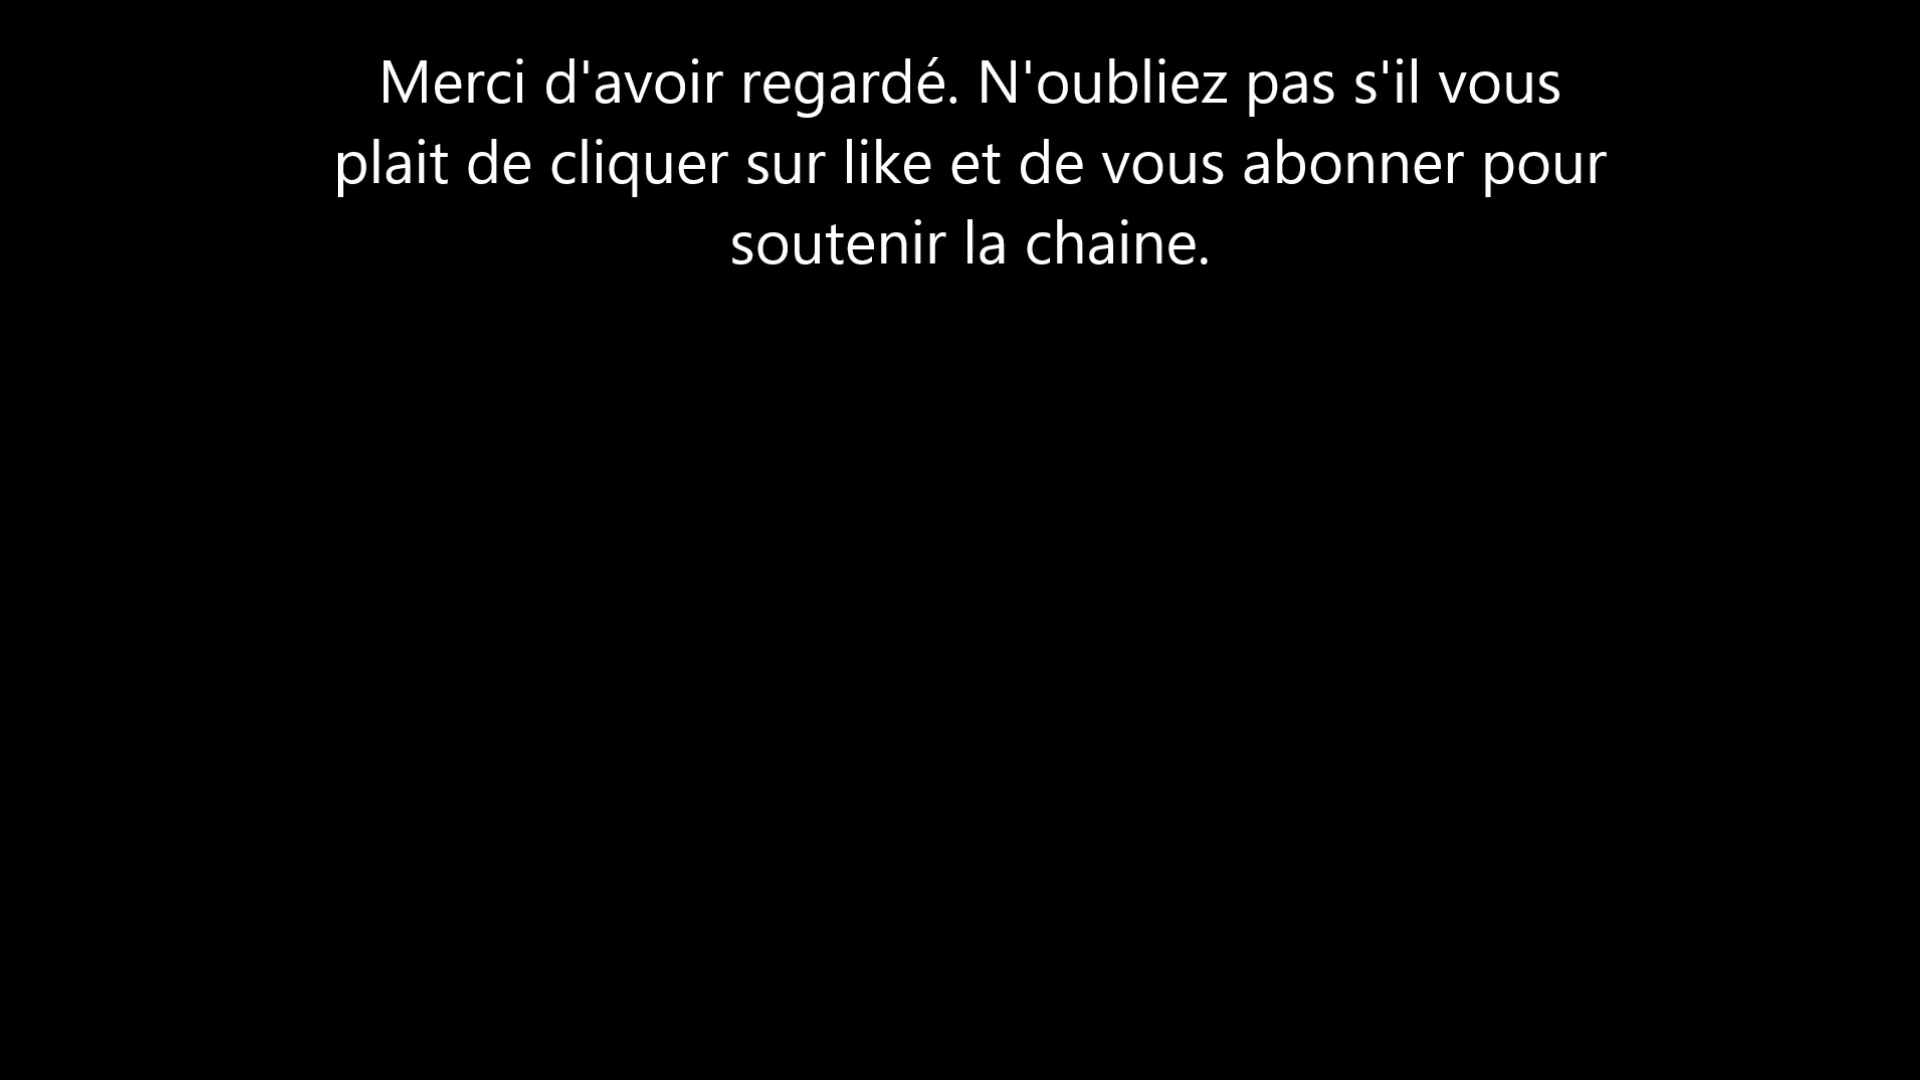 Merci d'avoir regardé. N'oubliez pas s'il vous
plait de cliquer sur like et de vous abonner pour
soutenir la chaine.